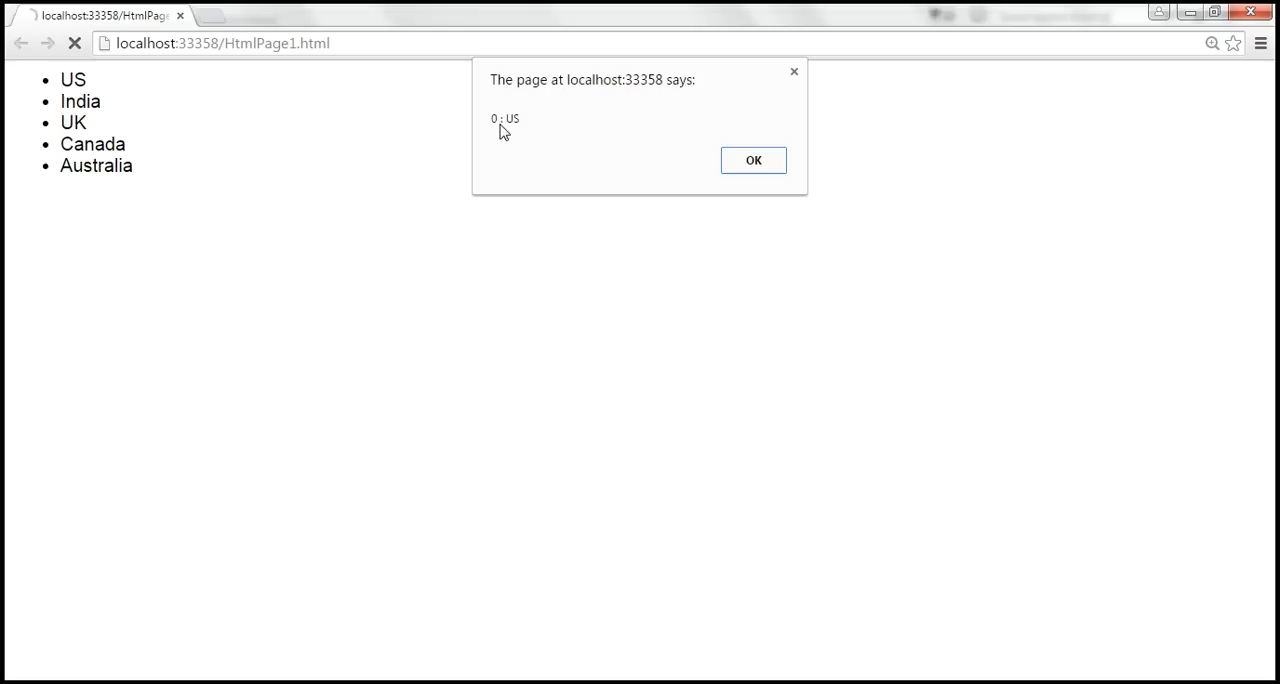 localhost:33358/HtmlPag
localhost:33358/HtmlPage1.html
US
India
UK
Canada
Australia
The page at localhost:33358 says:
0 : US
OK